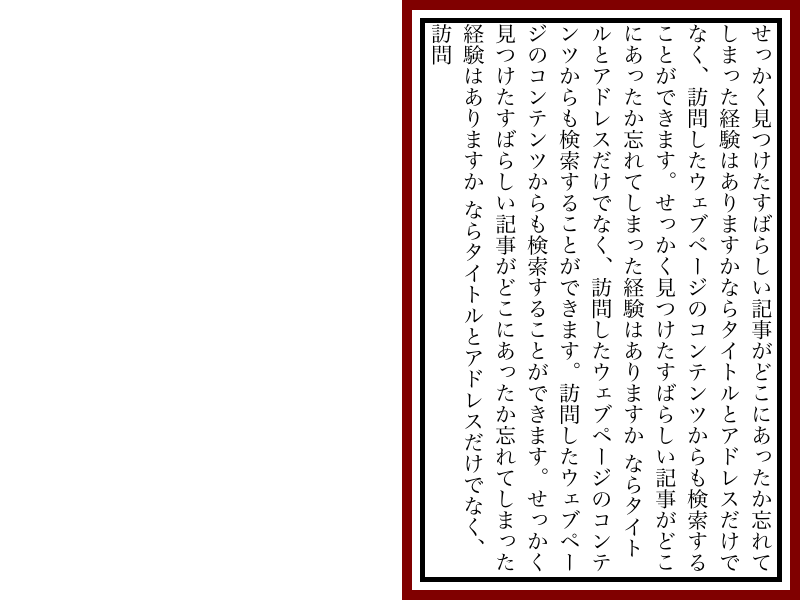 せっかく見つけたすばらしい記事がどこにあったか忘れて
しまった経験はありますかならタイトルとアドレスだけで
なく、訪問したウェブページのコンテンツからも検索する
ことができます。せっかく見つけたすばらしい記事がどこ
にあったか忘れてしまった経験はありますか ならタイト
ルとアドレスだけでなく、訪問したウェブページのコンテ
ンツからも検索することができます。訪問したウェブペー
ジのコンテンツからも検索することができます。せっかく
見つけたすばらしい記事がどこにあったか忘れてしまった
経験はありますか ならタイトルとアドレスだけでなく、
訪問